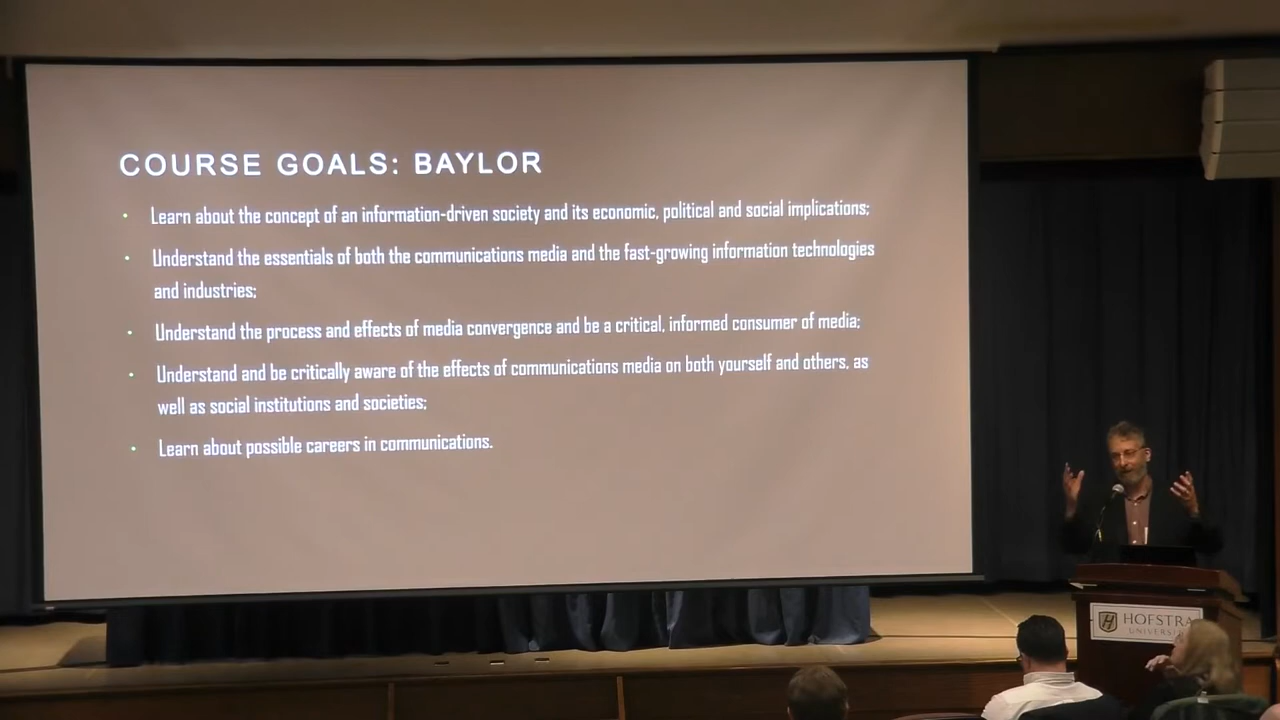 COURSE GOALS: BAYLOR
• Learn about the concept of an information-driven society and its economic, political and social implications;
• Understand the essentials of both the communications media and the fast-growing information technologies
and industries;
• Understand the process and effects of media convergence and be a critical, informed consumer of media;
• Understand and be critically aware of the effects of communications media on both yourself and others, as
well as social institutions and societies;
• Learn about possible careers in communications.
HOFSTRA
UNIVERSI